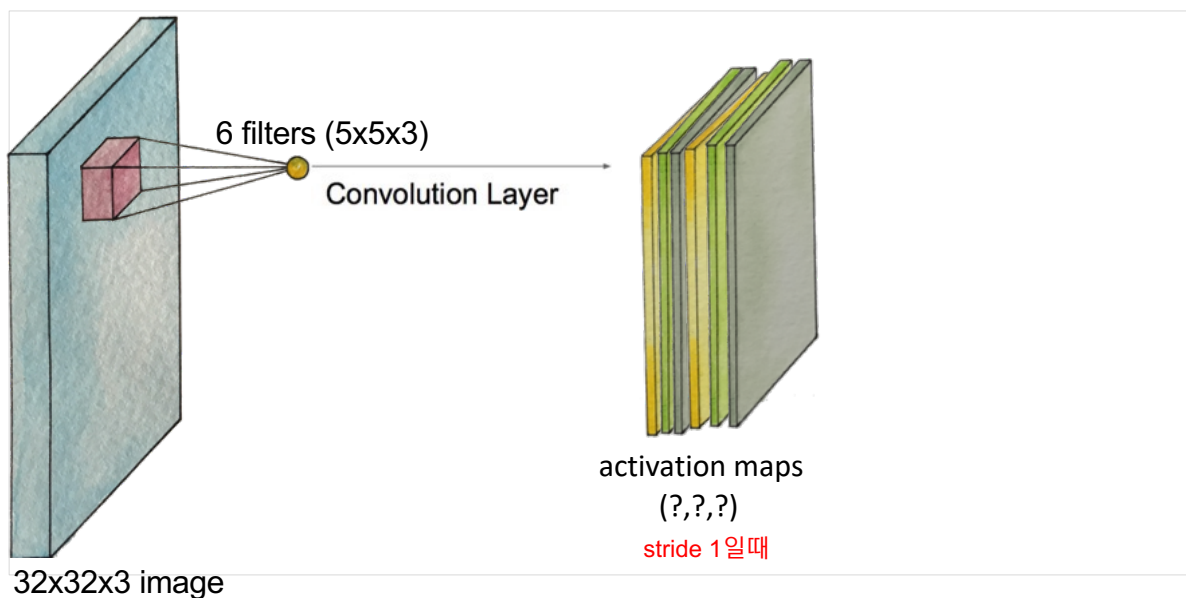 6 filters (5x5x3)
Convolution Layer
activation maps
(?,?,?)
stride 1일때
32x32x3 image